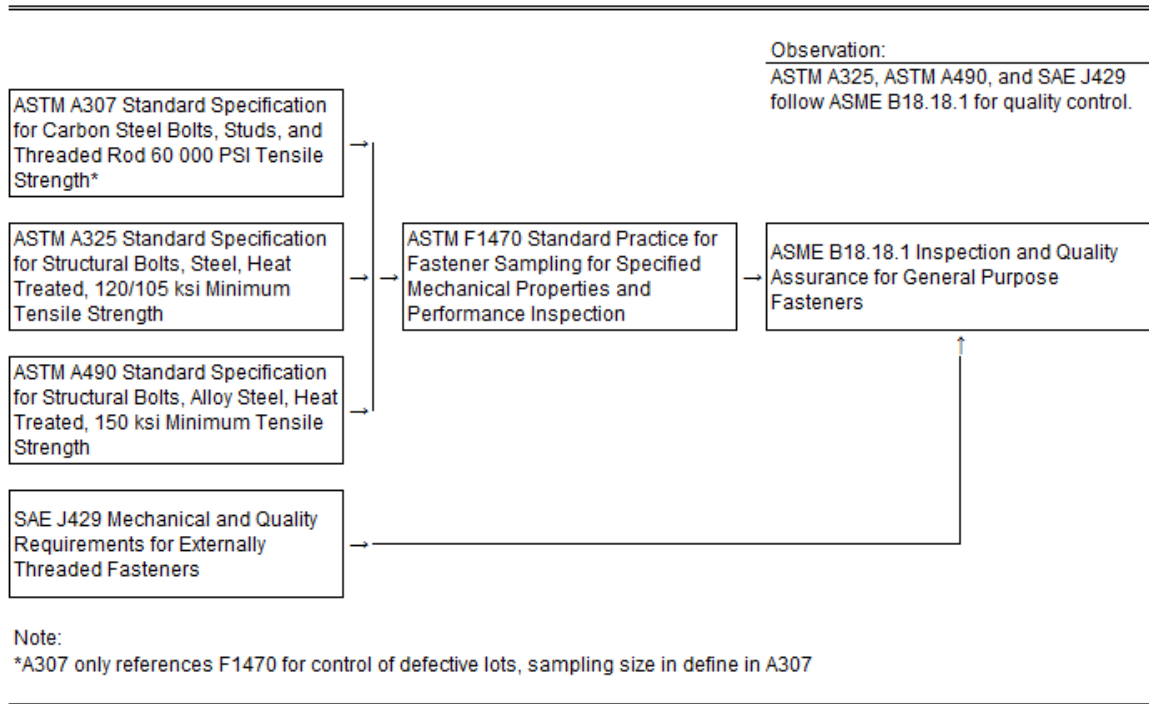 Observation:
ASTM A325, ASTM A490, and SAE J429
follow ASME B18.18.1 for quality control.
ASTM A307 Standard Specification
for Carbon Steel Bolts, Studs, and
Threaded Rod 60 000 PSI Tensile
Strength*
ASTM A325 Standard Specification
for Structural Bolts, Steel, Heat
Treated, 120/105 ksi Minimum
Tensile Strength
ASTM F1470 Standard Practice for
Fastener Sampling for Specified
Mechanical Properties and
Performance Inspection
ASME B18.18.1 Inspection and Quality
Assurance for General Purpose
Fasteners
ASTM A490 Standard Specification
for Structural Bolts, Alloy Steel, Heat
Treated, 150 ksi Minimum Tensile
Strength
SAE J429 Mechanical and Quality
Requirements for Externally
Threaded Fasteners
Note:
*A307 only references F1470 for control of defective lots, sampling size in define in A307